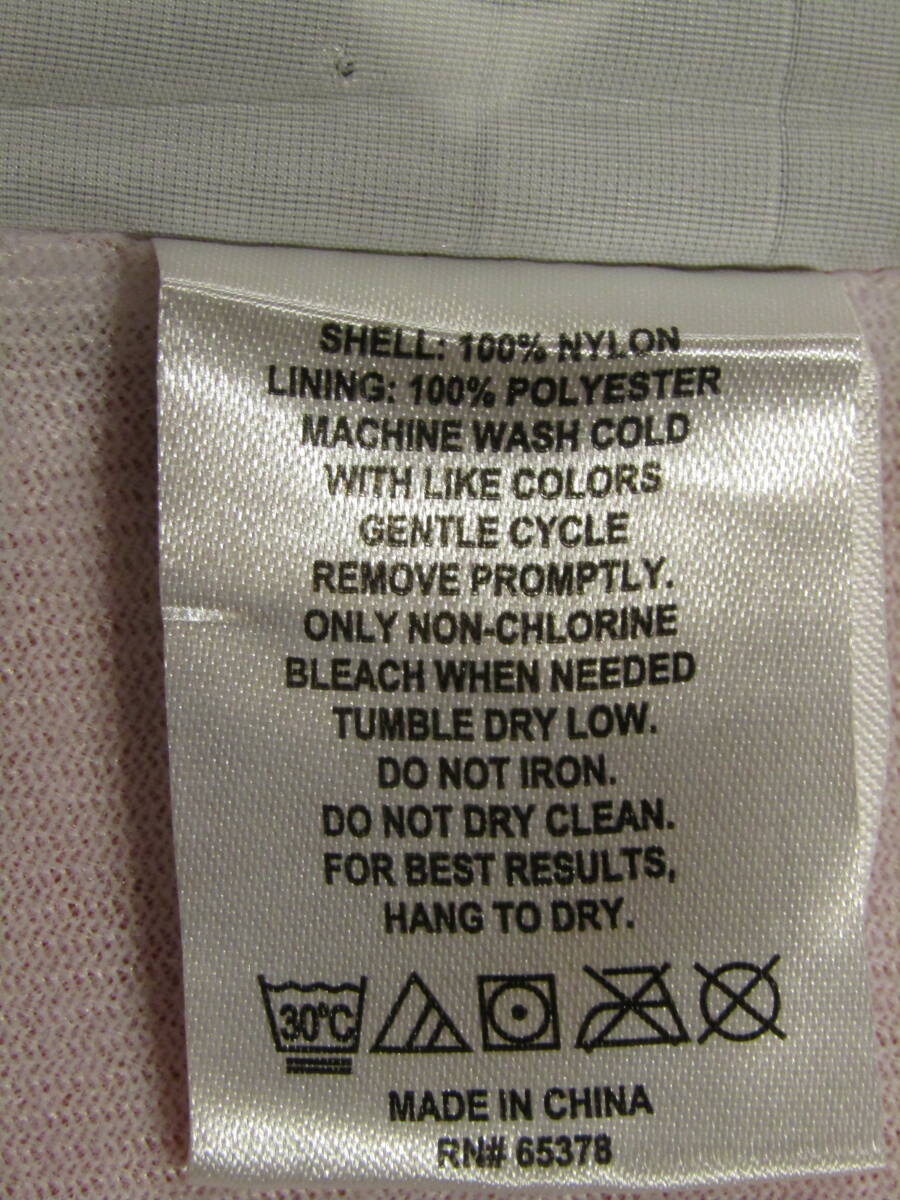 SHELL: 100% NYLON
LINING: 100% POLYESTER
MACHINE WASH COLD
WITH LIKE COLORS
GENTLE CYCLE
REMOVE PROMPTLY.
ONLY NON-CHLORINE
BLEACH WHEN NEEDED
TUMBLE DRY LOW.
DO NOT IRON.
DO NOT DRY CLEAN.
FOR BEST RESULTS,
HANG TO DRY.
30°C
MADE IN CHINA
RN# 65378